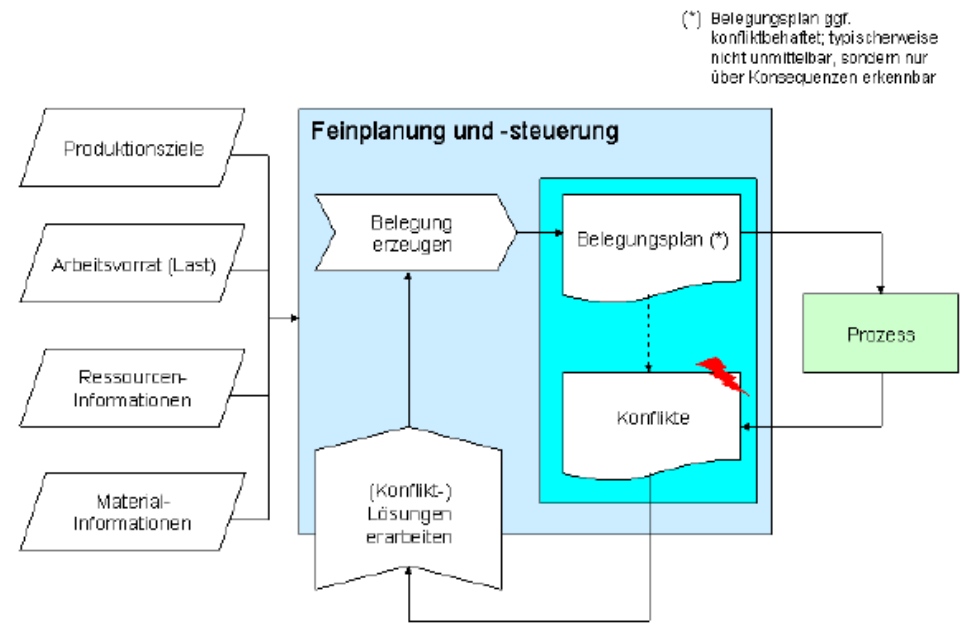 (*) Belegungsplan ggf.
konfliktbehaftet; typischerweise
nicht unmittelbar, sondern nur
über Konsequenzen erkennbar
Feinplanung und -steuerung
Produktionsziele
Arbeitsvorrat (Last)
Ressourcen-
Informationen
Material-
Informationen
Belegung
erzeugen
Belegungsplan (*)
Prozess
Konflikte
(Konflikt-)
Lösungen
erarbeiten